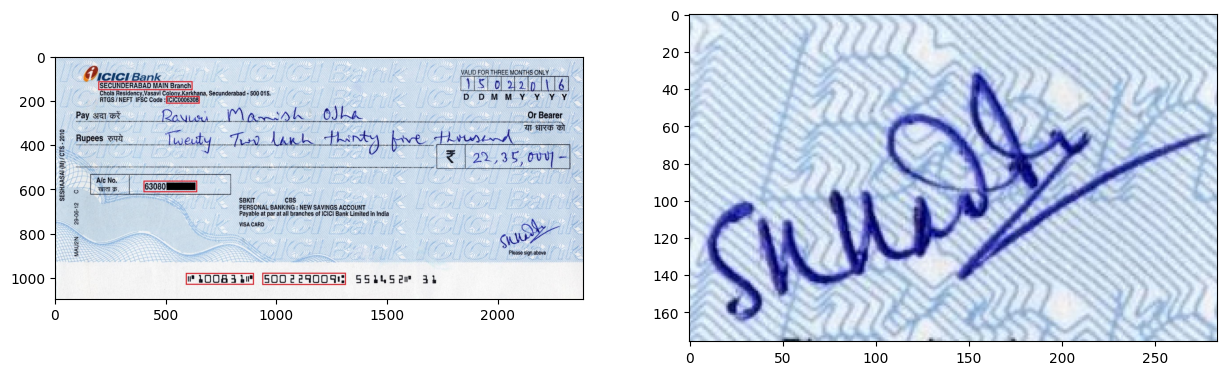 ICICI Bank
VALID FOR THREE MONTHS ONLY
SECUNDERABAD MAIN Branch
1 5 0 2 2 0 1 6
Chola Residency,Vasavi Colony,Karkhana, Secunderabad - 500 015.
D D M M Y Y Y Y
RTGS / NEFT IFSC Code : ICIC0006308
Pay अदा करें Manish Ojha Or Bearer
या धारक को
Rupees रुपये Twenty Two lakh thirty five thousand
₹ 22,35,000/-
A/c No.
खाता क्र.
63080
SBKIT CBS
PERSONAL BANKING : NEW SAVINGS ACCOUNT
Payable at par at all branches of ICICI Bank Limited in India
VISA CARD
Please sign above
SESHAASAI (M) / CTS - 2010
"100831" 500229009: 551452" 31
0 200 400 600 800 1000
0 500 1000 1500 2000
0 20 40 60 80 100 120 140 160
0 50 100 150 200 250